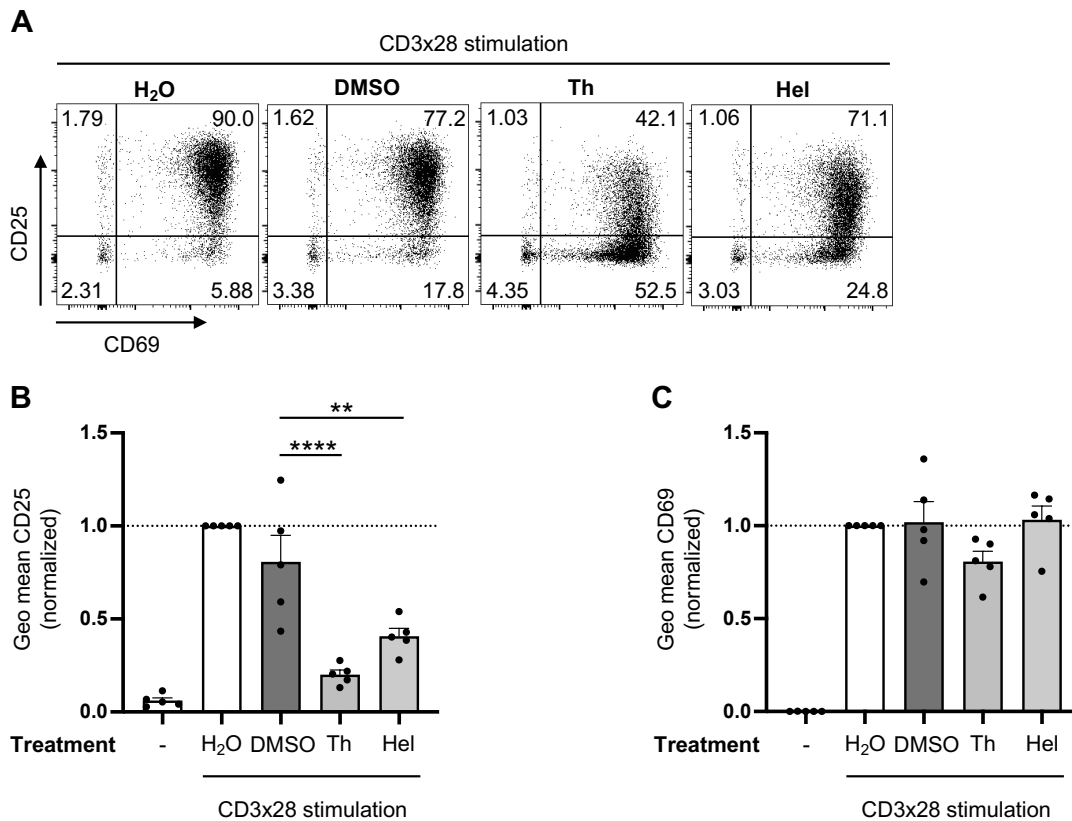 A
CD3x28 stimulation
H₂O DMSO Th Hel
1.79 90.0 1.62 77.2 1.03 42.1 1.06 71.1
CD25
2.31 5.88 3.38 17.8 4.35 52.5 3.03 24.8
CD69
B
**
****
Geo mean CD25
(normalized)
1.5
1.0
0.5
0.0
Treatment - H₂O DMSO Th Hel
CD3x28 stimulation
C
Geo mean CD69
(normalized)
1.5
1.0
0.5
0.0
Treatment - H₂O DMSO Th Hel
CD3x28 stimulation